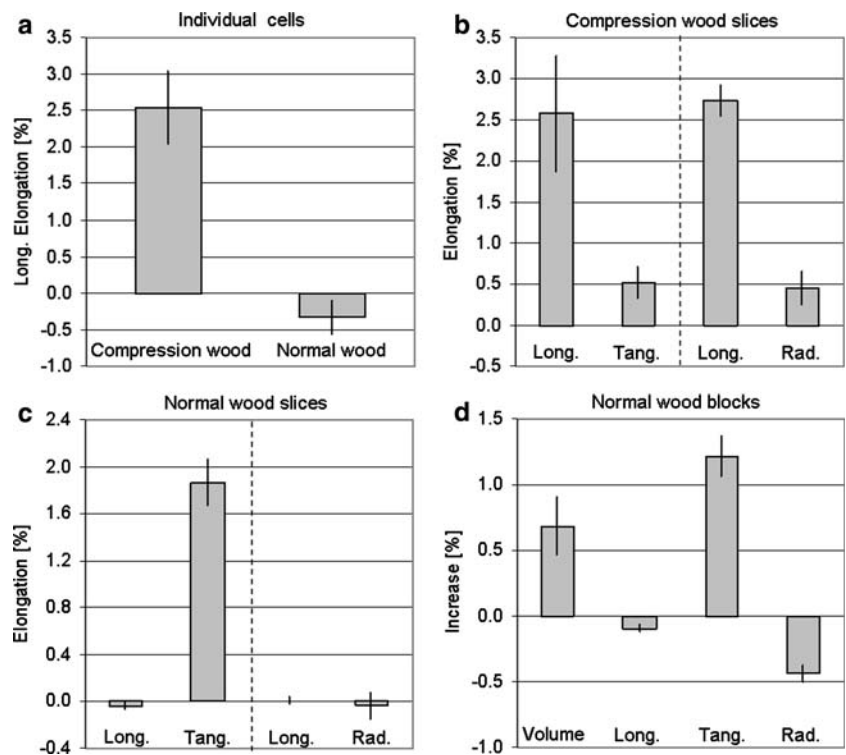 a
Individual cells
3.5
3.0
2.5
2.0
1.5
1.0
0.5
0.0
-0.5
-1.0
Long. Elongation [%]
Compression wood Normal wood
b
Compression wood slices
3.5
3.0
2.5
2.0
1.5
1.0
0.5
0.0
-0.5
Elongation [%]
Long. Tang. Long. Rad.
c
Normal wood slices
2.4
2.0
1.6
1.2
0.8
0.4
0.0
-0.4
Elongation [%]
Long. Tang. Long. Rad.
d
Normal wood blocks
1.5
1.0
0.5
0.0
-0.5
-1.0
Increase [%]
Volume Long. Tang. Rad.